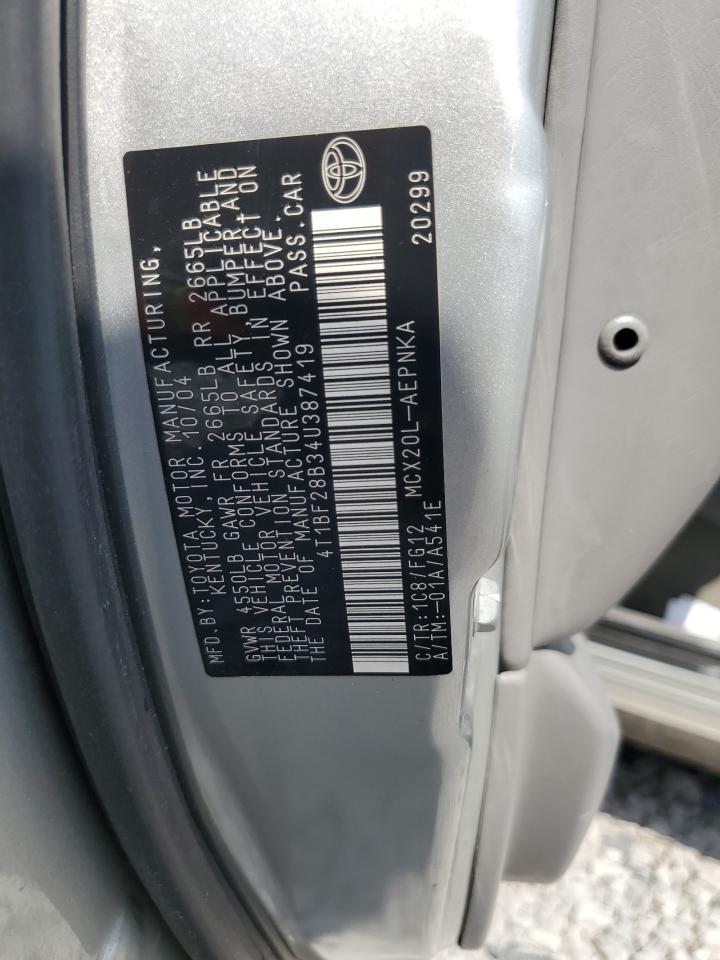 MFD.BY:TOYOTA MOTOR MANUFACTURING,
KENTUCKY, INC. 10/04
GVWR 4550LB GAWR FR 2665LB RR 2665LB
THIS VEHICLE CONFORMS TO ALL APPLICABLE
FEDERAL MOTOR VEHICLE SAFETY, BUMPER,AND
THEFT PREVENTION STANDARDS IN EFFECT ON
THE DATE OF MANUFACTURE SHOWN ABOVE.
4T1BF28B34U387419 PASS.CAR
C/TR:1C8/FG12 MCX20L-AEPNKA
A/TM:-01A/A541E 20299